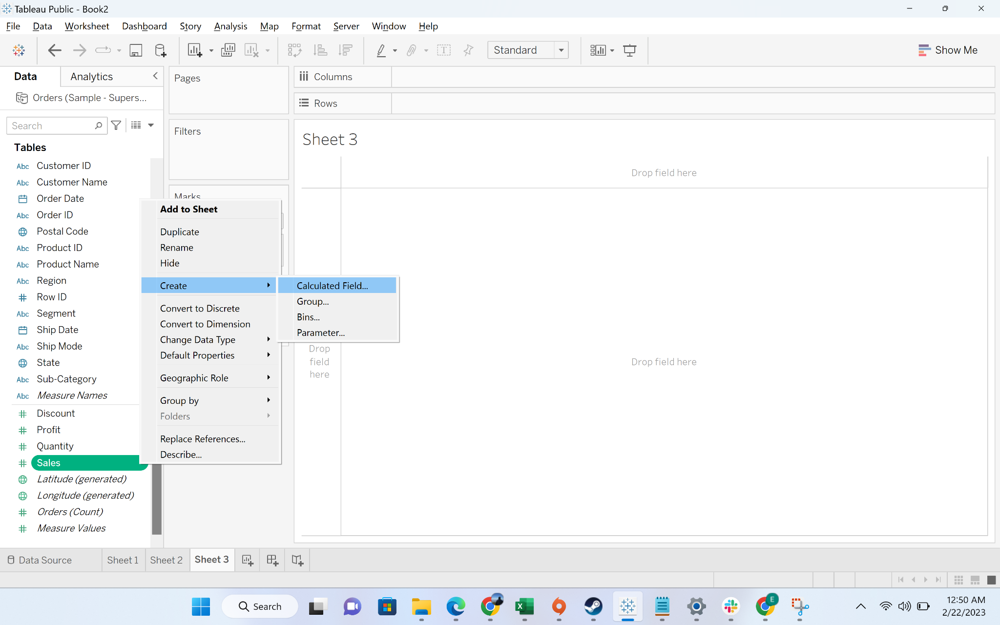 Tableau Public - Book2
File Data Worksheet Dashboard Story Analysis Map Format Server Window Help
Standard
Show Me
Data Analytics
Orders (Sample - Supers...
Search
Tables
Abc Customer ID
Abc Customer Name
Order Date
Abc Order ID
Postal Code
Abc Product ID
Abc Product Name
Abc Region
# Row ID
Abc Segment
Ship Date
Abc Ship Mode
State
Abc Sub-Category
Abc Measure Names
# Discount
# Profit
# Quantity
# Sales
Latitude (generated)
Longitude (generated)
# Orders (Count)
# Measure Values
Pages
Filters
Marks
Columns
Rows
Sheet 3
Drop field here
Drop
field
here
Drop field here
Add to Sheet
Duplicate
Rename
Hide
Create
Convert to Discrete
Convert to Dimension
Change Data Type
Default Properties
Geographic Role
Group by
Folders
Replace References...
Describe...
Calculated Field...
Group...
Bins...
Parameter...
Data Source Sheet 1 Sheet 2 Sheet 3
Search
E
12:50 AM
2/22/2023